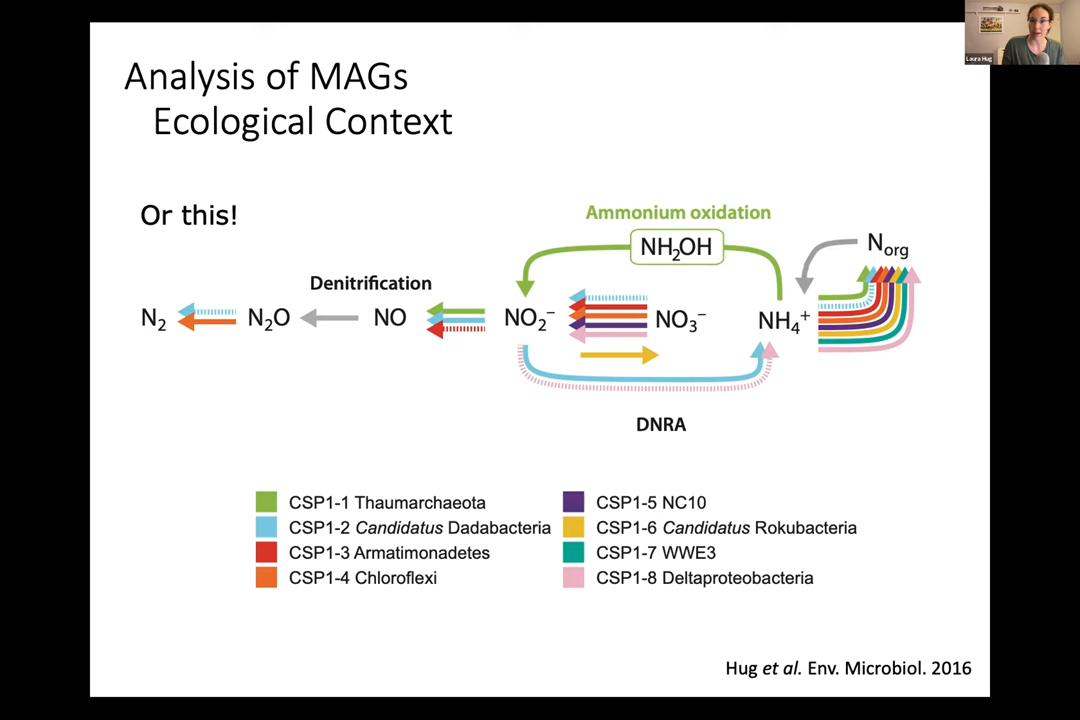 Laura Hug
Analysis of MAGs
Ecological Context
Or this!
Ammonium oxidation
NH₂OH
Norg
Denitrification
N₂
N₂O
NO
NO₂⁻
NO₃⁻
NH₄⁺
DNRA
CSP1-1 Thaumarchaeota
CSP1-2 Candidatus Dadabacteria
CSP1-3 Armatimonadetes
CSP1-4 Chloroflexi
CSP1-5 NC10
CSP1-6 Candidatus Rokubacteria
CSP1-7 WWE3
CSP1-8 Deltaproteobacteria
Hug et al. Env. Microbiol. 2016